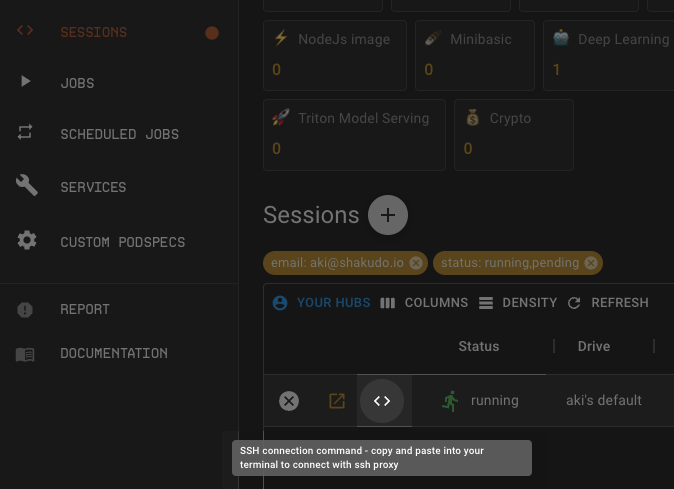 SESSIONS
JOBS
SCHEDULED JOBS
SERVICES
CUSTOM PODSPECS
REPORT
DOCUMENTATION
NodeJs image
0
Minibasic
0
Deep Learning
1
Triton Model Serving
0
Crypto
0
Sessions
email: aki@shakudo.io
status: running,pending
YOUR HUBS
COLUMNS
DENSITY
REFRESH
Status
Drive
running
aki's default
SSH connection command - copy and paste into your
terminal to connect with ssh proxy